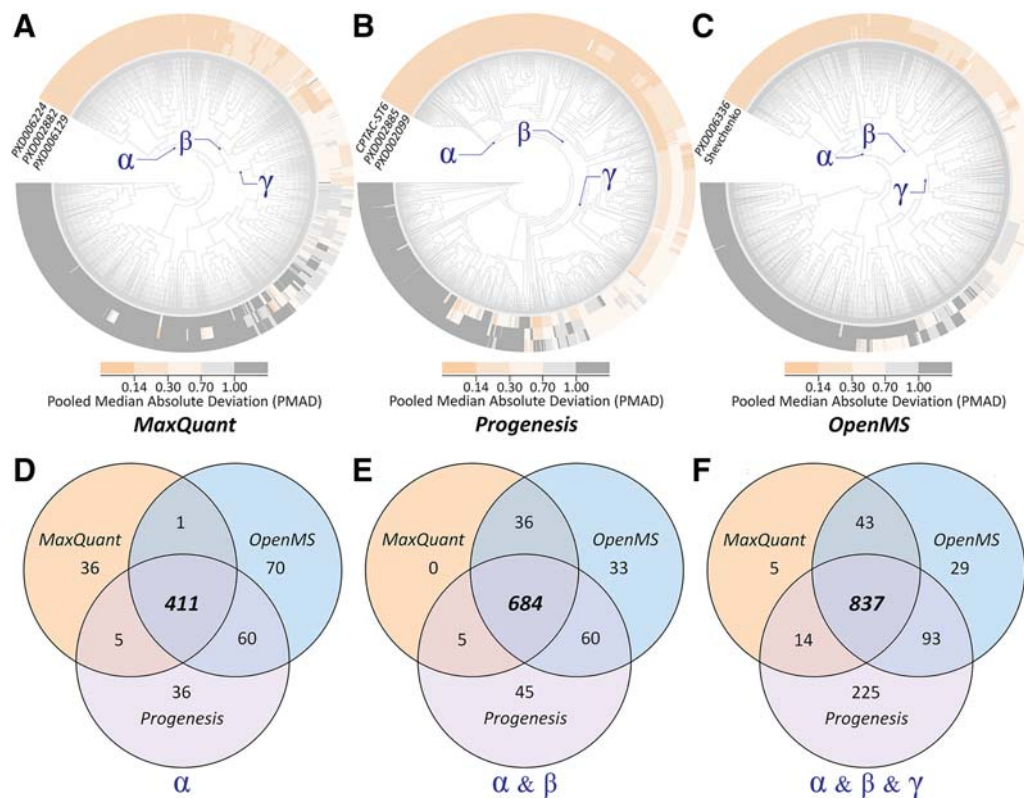 A
B
C
PXD006224
PXD002882
PXD006129
CPTAC-ST6
PXD002885
PXD002099
PXD006336
Shevchenko
α
β
γ
α
β
γ
α
β
γ
0.14 0.30 0.70 1.00
Pooled Median Absolute Deviation (PMAD)
MaxQuant
0.14 0.30 0.70 1.00
Pooled Median Absolute Deviation (PMAD)
Progenesis
0.14 0.30 0.70 1.00
Pooled Median Absolute Deviation (PMAD)
OpenMS
D
1
MaxQuant
OpenMS
36
70
411
5
60
36
Progenesis
α
E
36
MaxQuant
OpenMS
0
33
684
5
60
45
Progenesis
α & β
F
43
MaxQuant
OpenMS
5
29
837
14
93
225
Progenesis
α & β & γ